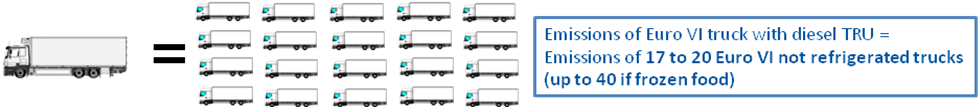 =
Emissions of Euro VI truck with diesel TRU =
Emissions of 17 to 20 Euro VI not refrigerated trucks
(up to 40 if frozen food)